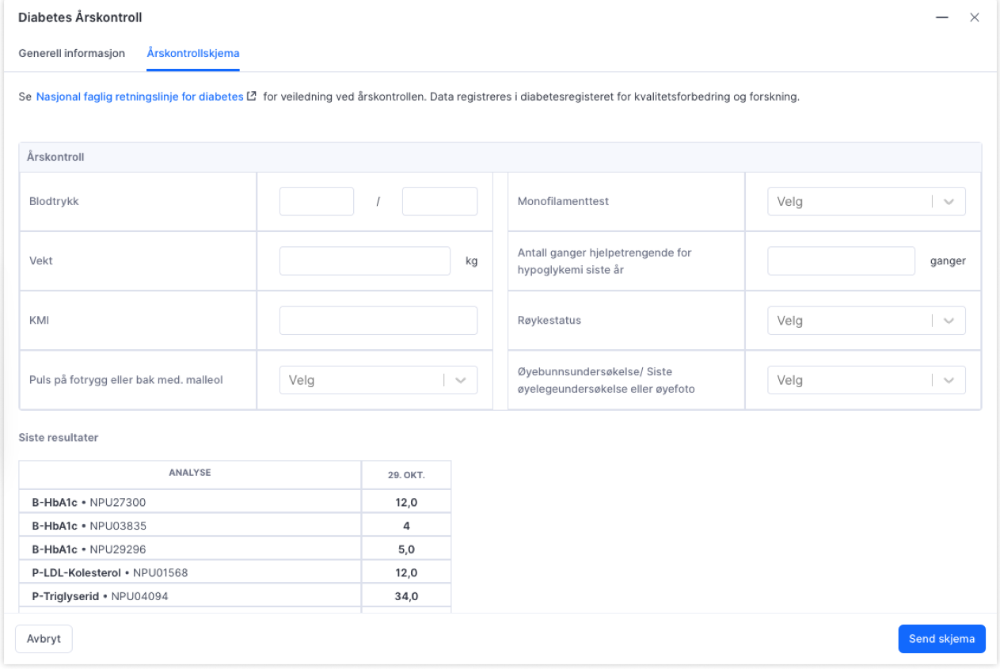 Diabetes Årskontroll
Generell informasjon
Årskontrollskjema
Se Nasjonal faglig retningslinje for diabetes for veiledning ved årskontrollen. Data registreres i diabetesregisteret for kvalitetsforbedring og forskning.
Årskontroll
Blodtrykk
/
Monofilamenttest
Velg
Vekt
kg
Antall ganger hjelpetrengende for
hypoglykemi siste år
ganger
KMI
Røykestatus
Velg
Puls på fotrygg eller bak med. malleol
Velg
Øyebunnsundersøkelse/ Siste
øyelegeundersøkelse eller øyefoto
Velg
Siste resultater
ANALYSE 29. OKT.
B-HbA1c • NPU27300 12,0
B-HbA1c • NPU03835 4
B-HbA1c • NPU29296 5,0
P-LDL-Kolesterol • NPU01568 12,0
P-Triglyserid • NPU04094 34,0
Avbryt
Send skjema